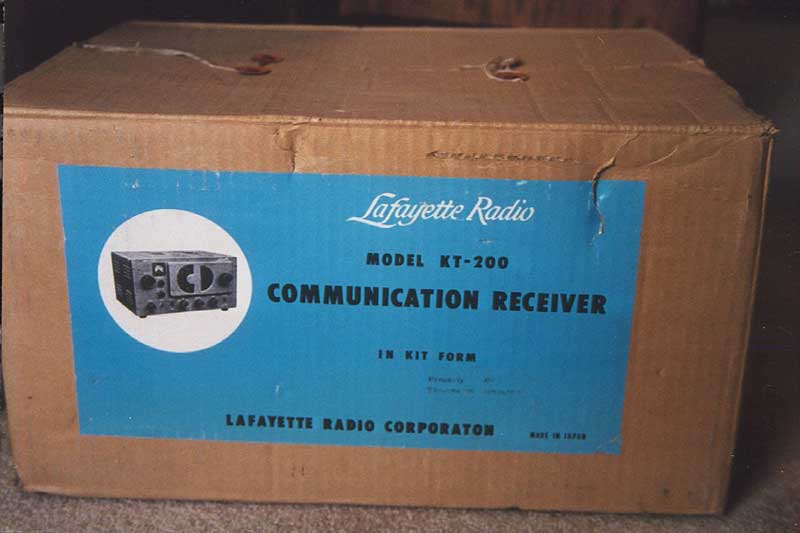 Lafayette Radio
MODEL KT-200
COMMUNICATION RECEIVER
IN KIT FORM
LAFAYETTE RADIO CORPORATON
MADE IN JAPAN